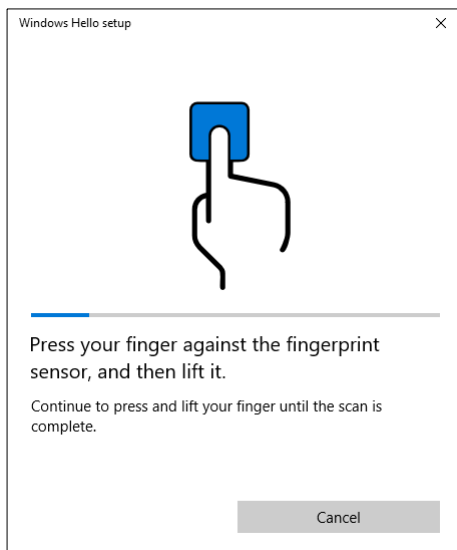 Windows Hello setup
Press your finger against the fingerprint
sensor, and then lift it.
Continue to press and lift your finger until the scan is
complete.
Cancel